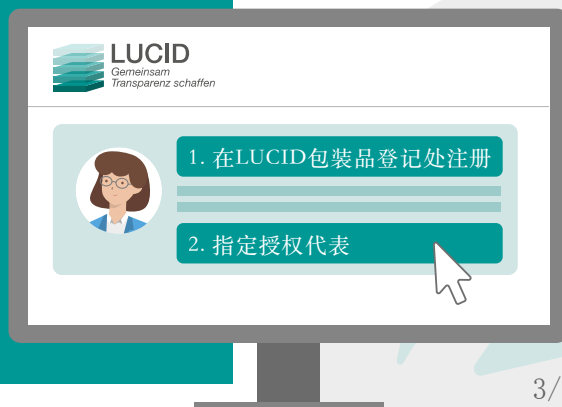 LUCID
Gemeinsam
Transparenz schaffen
1. 在LUCID包装品登记处注册
2. 指定授权代表
3/